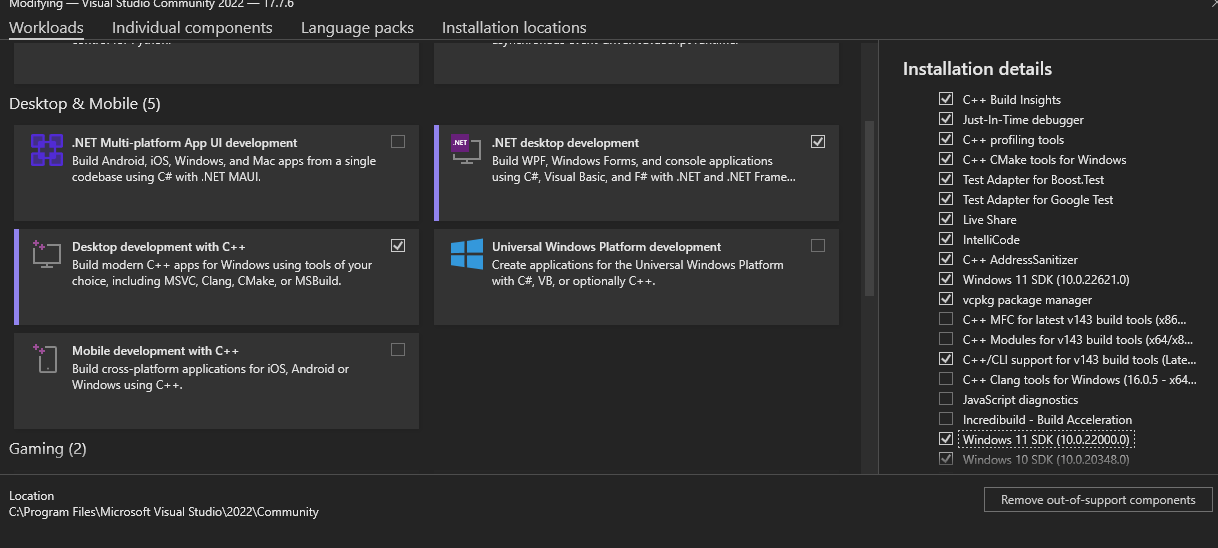 Modifying — Visual Studio Community 2022 — 17.7.6
Workloads Individual components Language packs Installation locations
control for Python.
asynchronous event-driven JavaScript runtime.
Desktop & Mobile (5)
.NET Multi-platform App UI development
Build Android, iOS, Windows, and Mac apps from a single
codebase using C# with .NET MAUI.
.NET
.NET desktop development
Build WPF, Windows Forms, and console applications
using C#, Visual Basic, and F# with .NET and .NET Frame...
Desktop development with C++
Build modern C++ apps for Windows using tools of your
choice, including MSVC, Clang, CMake, or MSBuild.
Universal Windows Platform development
Create applications for the Universal Windows Platform
with C#, VB, or optionally C++.
Mobile development with C++
Build cross-platform applications for iOS, Android or
Windows using C++.
Gaming (2)
Installation details
C++ Build Insights
Just-In-Time debugger
C++ profiling tools
C++ CMake tools for Windows
Test Adapter for Boost.Test
Test Adapter for Google Test
Live Share
IntelliCode
C++ AddressSanitizer
Windows 11 SDK (10.0.22621.0)
vcpkg package manager
C++ MFC for latest v143 build tools (x86...
C++ Modules for v143 build tools (x64/x8...
C++/CLI support for v143 build tools (Late...
C++ Clang tools for Windows (16.0.5 - x64...
JavaScript diagnostics
Incredibuild - Build Acceleration
Windows 11 SDK (10.0.22000.0)
Windows 10 SDK (10.0.20348.0)
Location
C:\Program Files\Microsoft Visual Studio\2022\Community
Remove out-of-support components